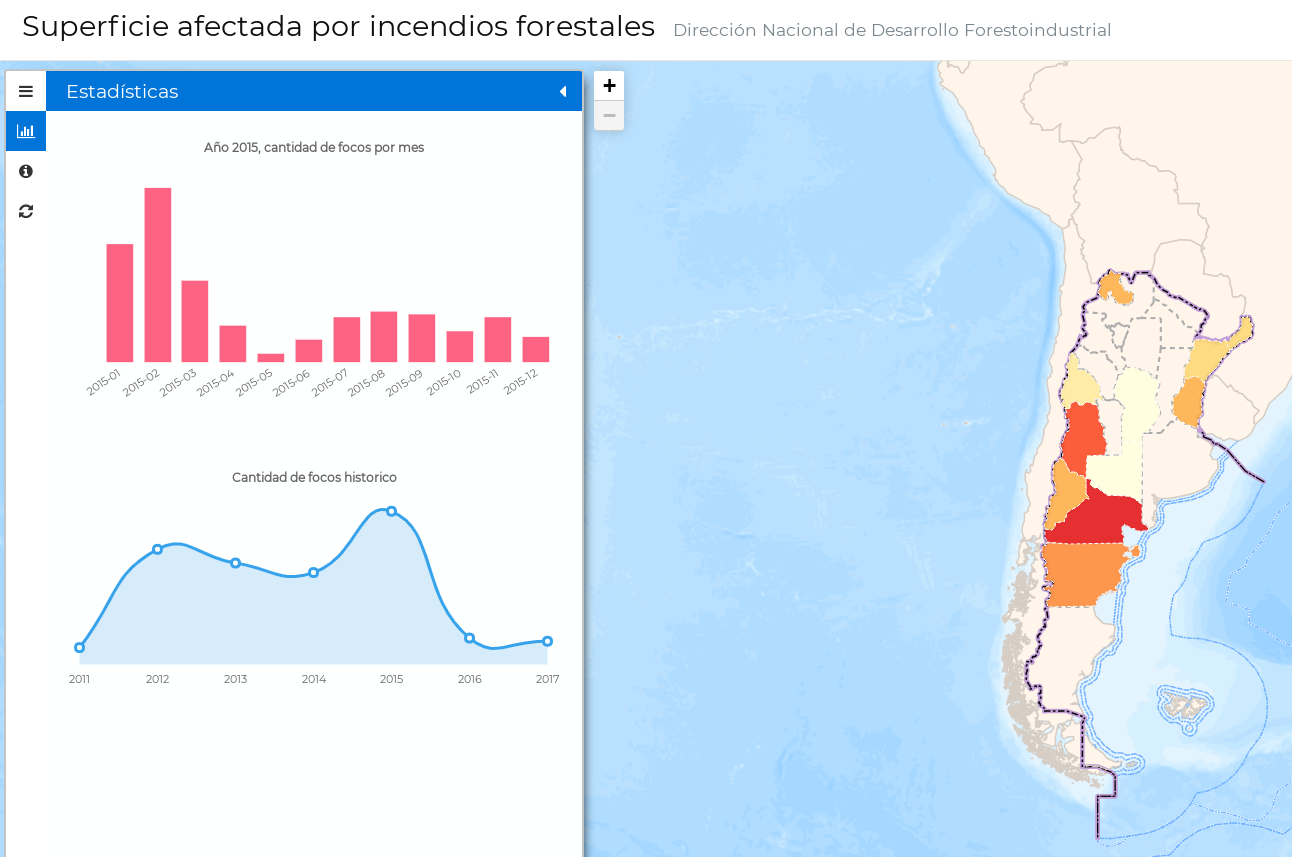 Superficie afectada por incendios forestales Dirección Nacional de Desarrollo Forestoindustrial
Estadísticas
+
−
Año 2015, cantidad de focos por mes
2015-01 2015-02 2015-03 2015-04 2015-05 2015-06 2015-07 2015-08 2015-09 2015-10 2015-11 2015-12
Cantidad de focos historico
2011 2012 2013 2014 2015 2016 2017